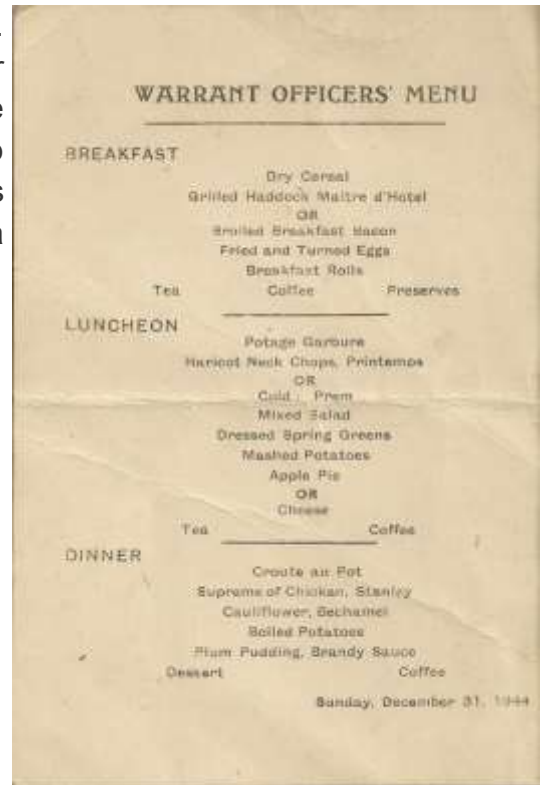 WARRANT OFFICERS' MENU
BREAKFAST
Dry Cereal
Grilled Haddock Maitre d'Hotel
OR
Broiled Breakfast Bacon
Fried and Turned Eggs
Breakfast Rolls
Tea Coffee Preserves
LUNCHEON
Potage Garbure
Haricot Neck Chops, Printemps
OR
Cold : Prem
Mixed Salad
Dressed Spring Greens
Mashed Potatoes
Apple Pie
OR
Cheese
Tea Coffee
DINNER
Croute au Pot
Supreme of Chicken, Stanley
Cauliflower, Bechamel
Boiled Potatoes
Plum Pudding, Brandy Sauce
Dessert Coffee
Sunday, December 31, 1944